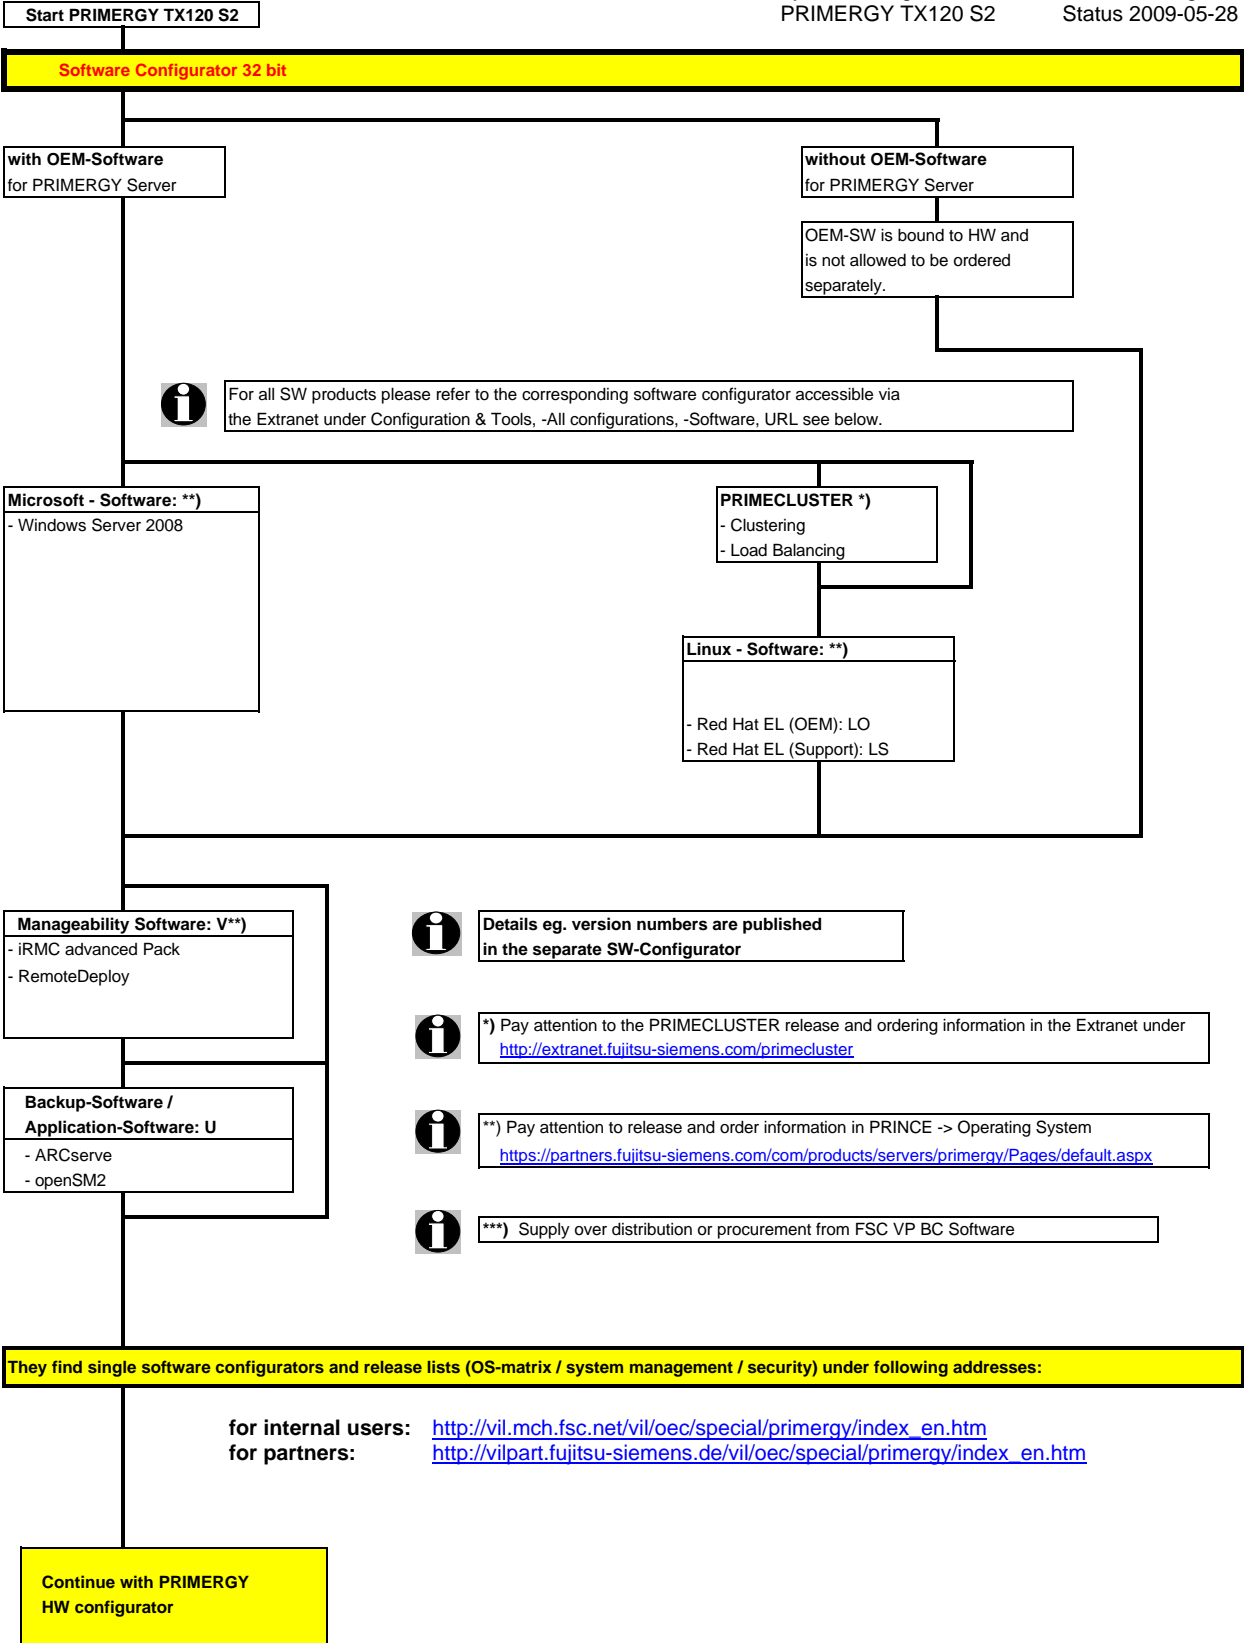 Start PRIMERGY TX120 S2
PRIMERGY TX120 S2 Status 2009-05-28
Software Configurator 32 bit
with OEM-Software
for PRIMERGY Server
without OEM-Software
for PRIMERGY Server
OEM-SW is bound to HW and
is not allowed to be ordered
separately.
For all SW products please refer to the corresponding software configurator accessible via
the Extranet under Configuration & Tools, -All configurations, -Software, URL see below.
Microsoft - Software: **)
- Windows Server 2008
PRIMECLUSTER *)
- Clustering
- Load Balancing
Linux - Software: **)
- Red Hat EL (OEM): LO
- Red Hat EL (Support): LS
Manageability Software: V**)
- iRMC advanced Pack
- RemoteDeploy
Details eg. version numbers are published
in the separate SW-Configurator
*) Pay attention to the PRIMECLUSTER release and ordering information in the Extranet under
http://extranet.fujitsu-siemens.com/primecluster
Backup-Software /
Application-Software: U
- ARCserve
- openSM2
**) Pay attention to release and order information in PRINCE -> Operating System
https://partners.fujitsu-siemens.com/com/products/servers/primergy/Pages/default.aspx
***) Supply over distribution or procurement from FSC VP BC Software
They find single software configurators and release lists (OS-matrix / system management / security) under following addresses:
for internal users: http://vil.mch.fsc.net/vil/oec/special/primergy/index_en.htm
for partners: http://vilpart.fujitsu-siemens.de/vil/oec/special/primergy/index_en.htm
Continue with PRIMERGY
HW configurator